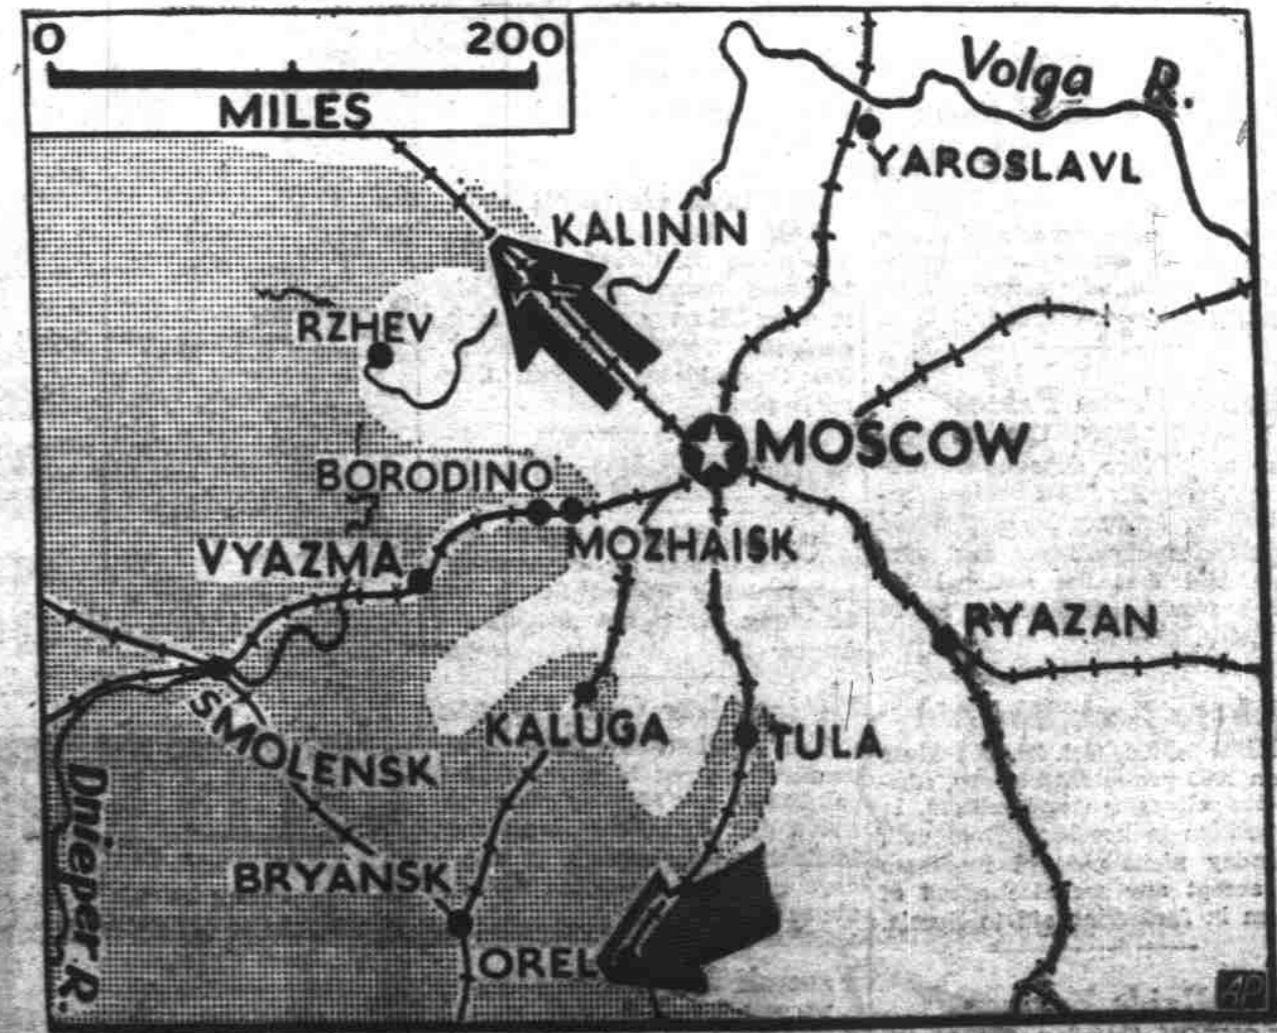 0 200
MILES
Volga R.
YAROSLAVL
KALININ
RZHEV
MOSCOW
BORODINO
MOZHAISK
VYAZMA
RYAZAN
SMOLENSK
KALUGA
TULA
Dnieper R.
BRYANSK
OREL
AP